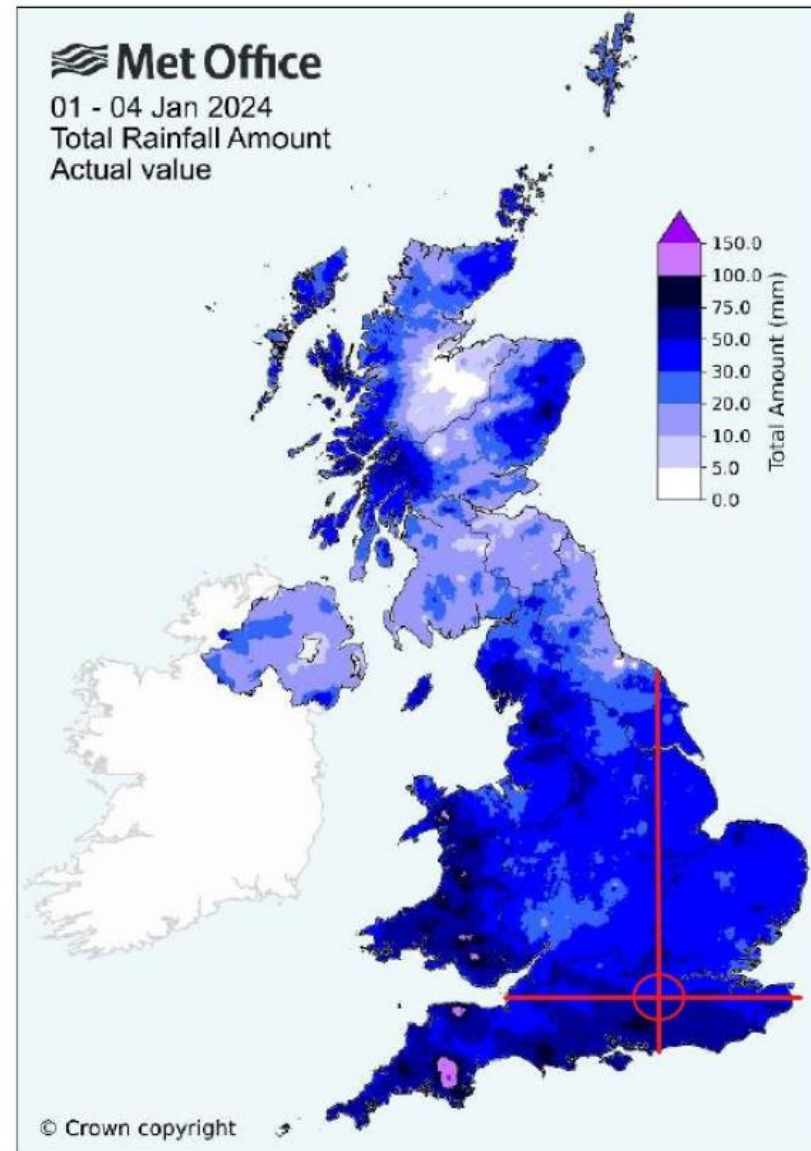 Met Office
01 - 04 Jan 2024
Total Rainfall Amount
Actual value
150.0
100.0
75.0
50.0
30.0
20.0
10.0
5.0
0.0
Total Amount (mm)
© Crown copyright